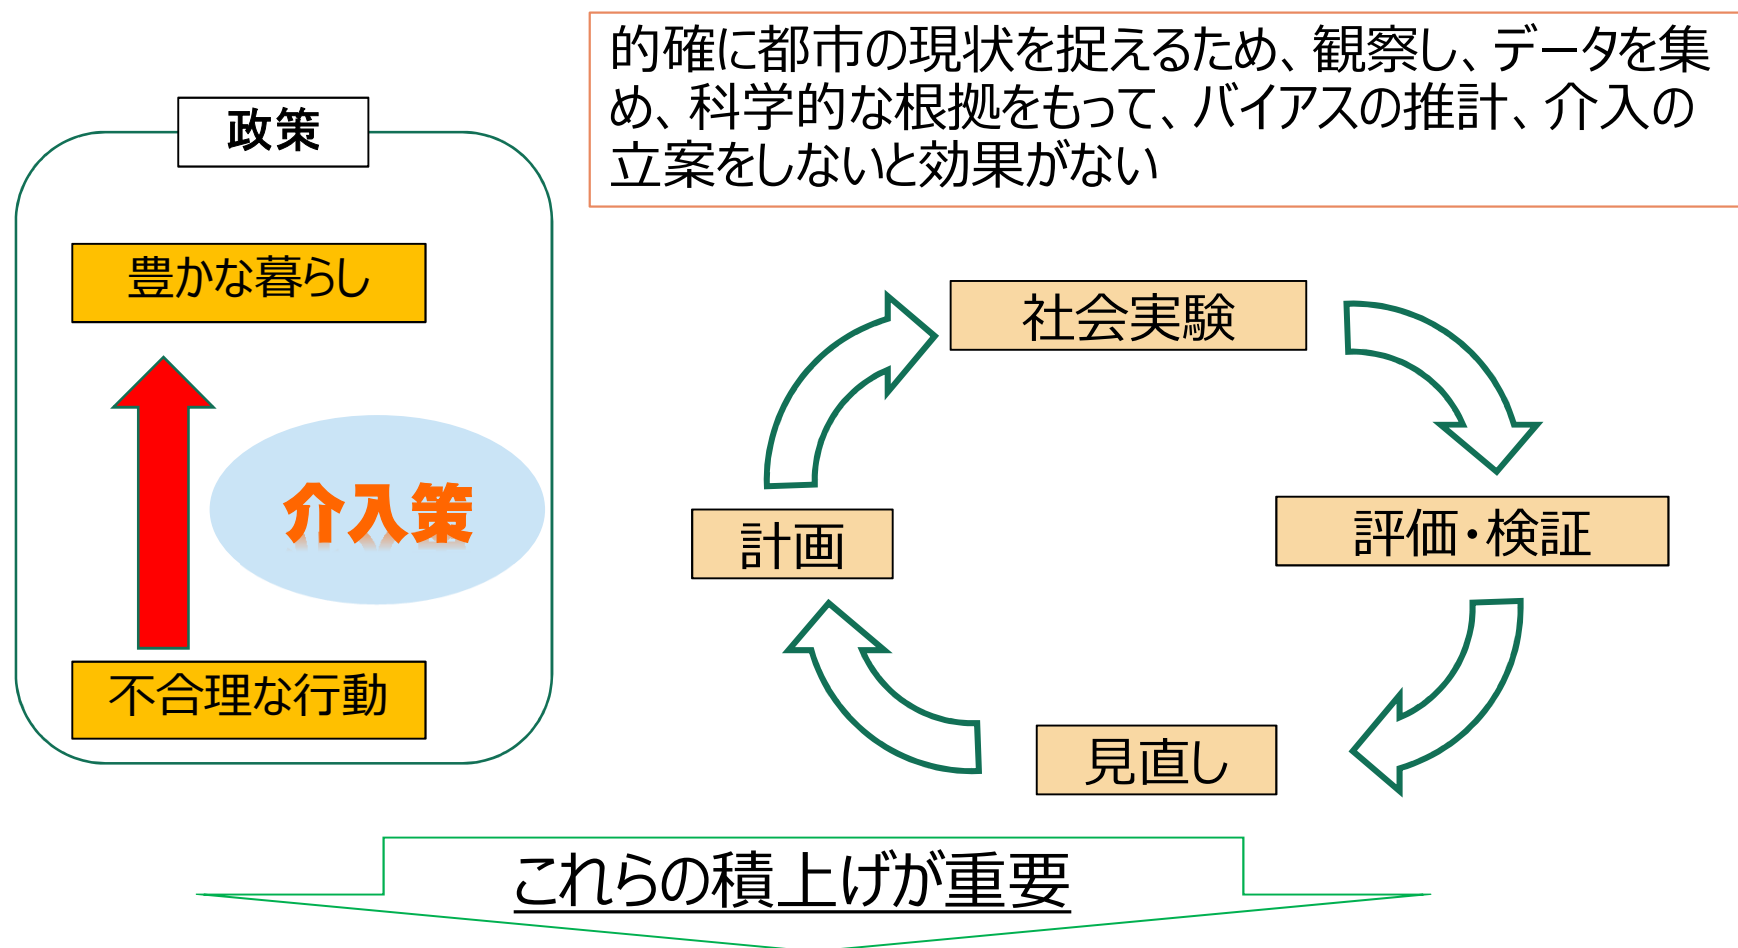 的確に都市の現状を捉えるため、観察し、データを集
め、科学的な根拠をもって、バイアスの推計、介入の
立案をしないと効果がない
政策
豊かな暮らし
介入策
不合理な行動
社会実験
計画
評価・検証
見直し
これらの積上げが重要